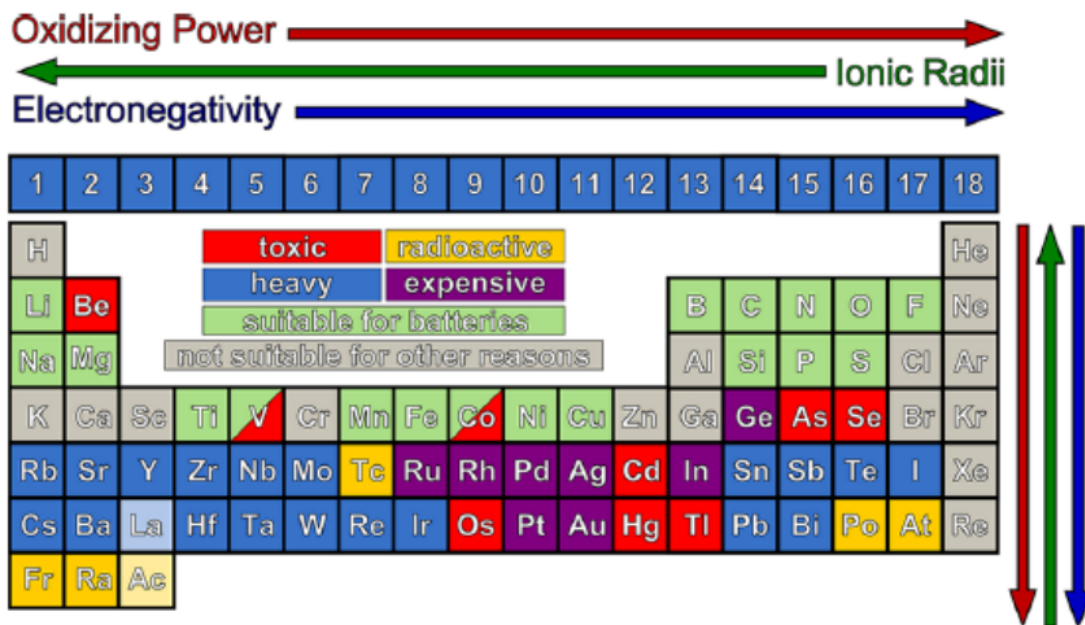 Oxidizing Power
Ionic Radii
Electronegativity
1 2 3 4 5 6 7 8 9 10 11 12 13 14 15 16 17 18
H He
toxic radioactive
heavy expensive
suitable for batteries
not suitable for other reasons
Li Be B C N O F Ne
Na Mg Al Si P S Cl Ar
K Ca Sc Ti V Cr Mn Fe Co Ni Cu Zn Ga Ge As Se Br Kr
Rb Sr Y Zr Nb Mo Tc Ru Rh Pd Ag Cd In Sn Sb Te I Xe
Cs Ba La Hf Ta W Re Ir Os Pt Au Hg Tl Pb Bi Po At Re
Fr Ra Ac